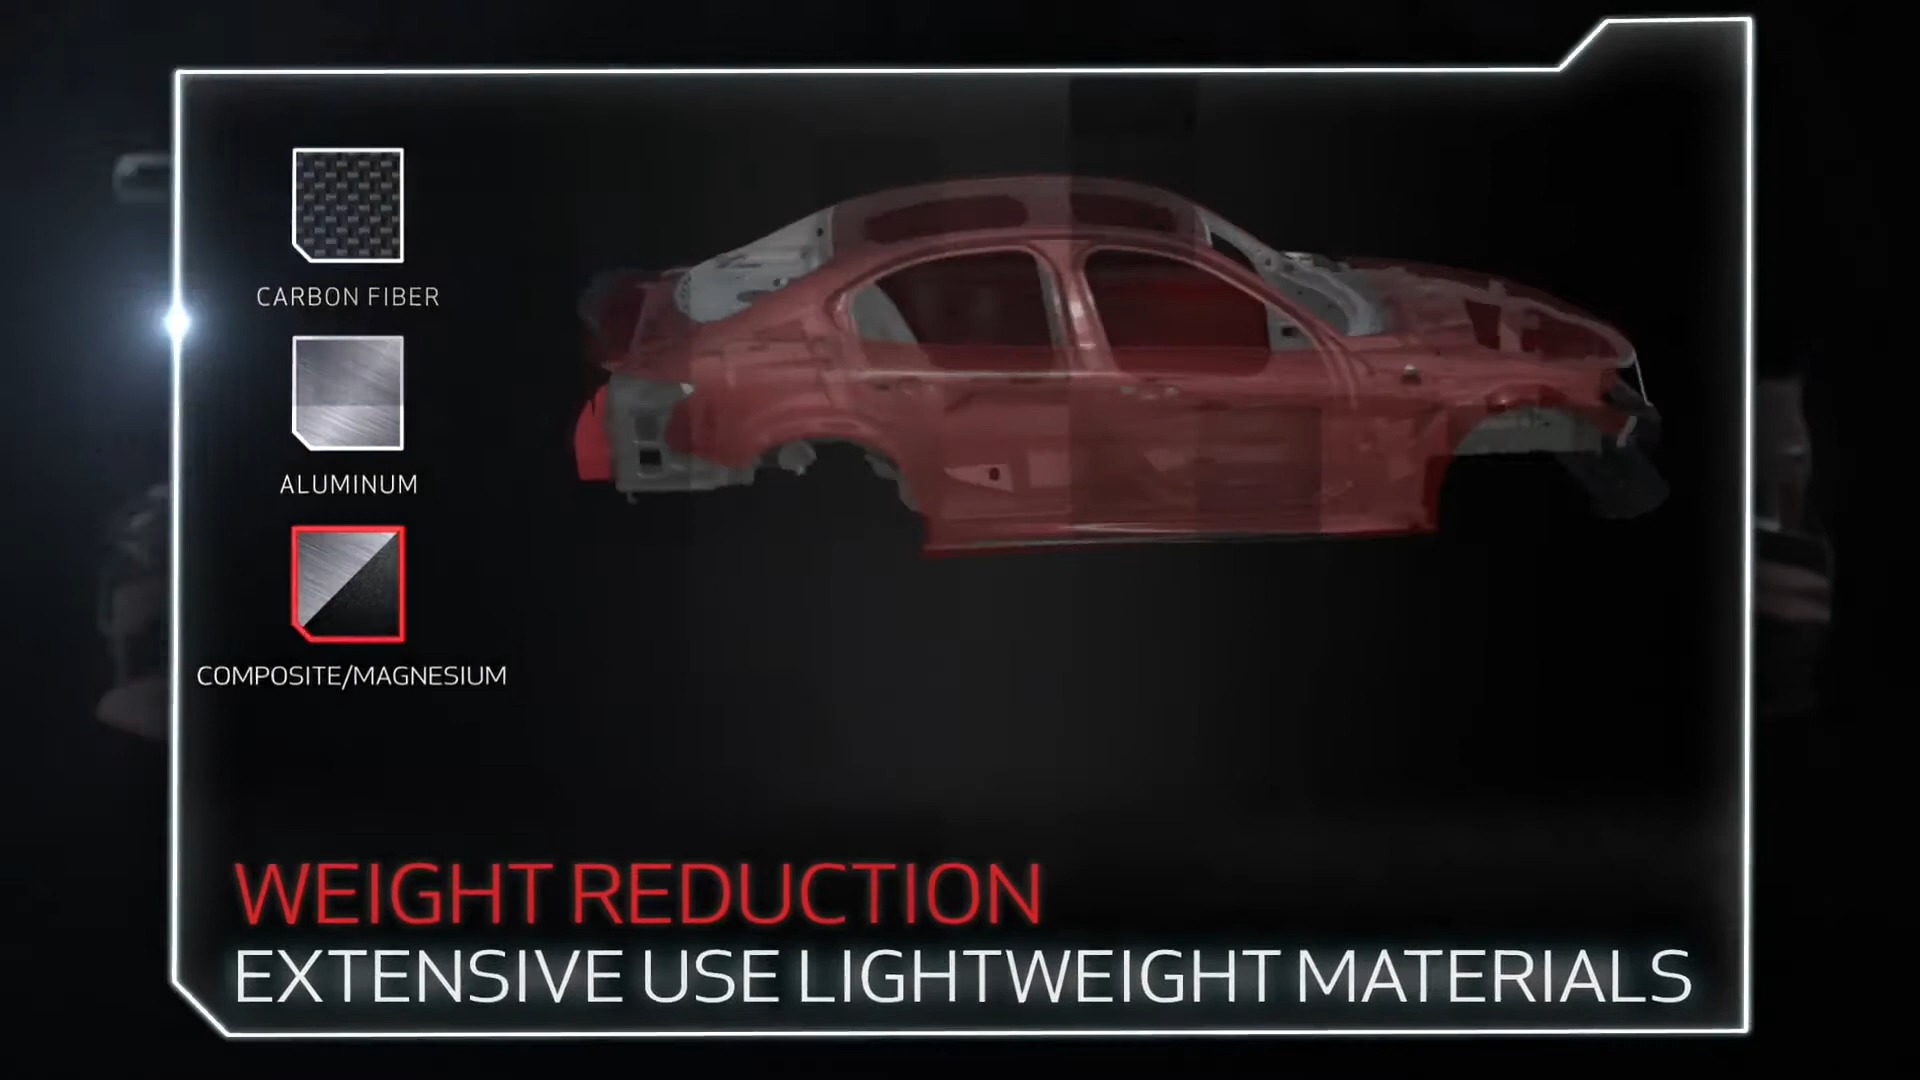 CARBON FIBER
ALUMINUM
COMPOSITE/MAGNESIUM
WEIGHT REDUCTION
EXTENSIVE USE LIGHTWEIGHT MATERIALS